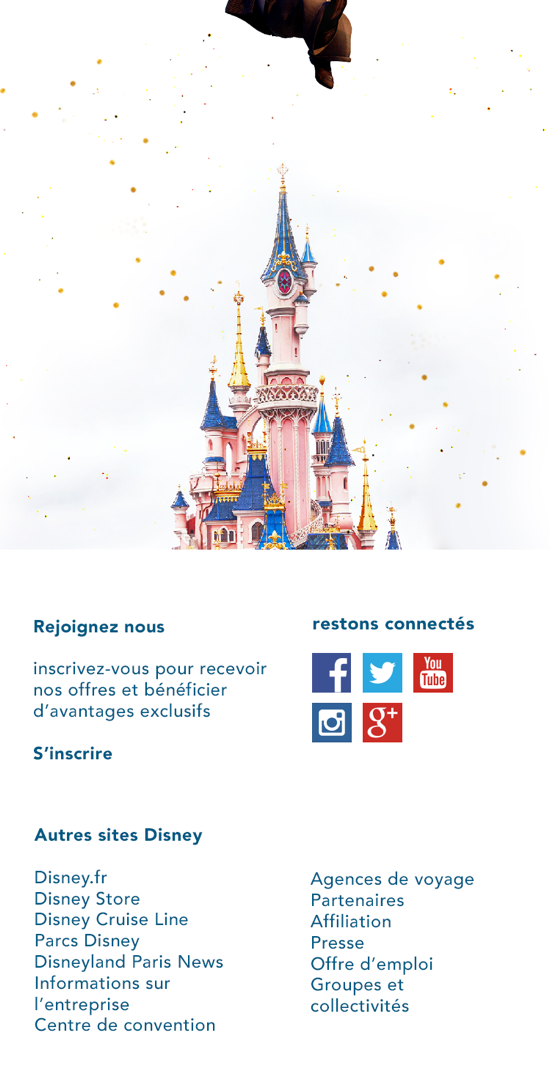 Rejoignez nous
inscrivez-vous pour recevoir
nos offres et bénéficier
d’avantages exclusifs
S’inscrire
restons connectés
f
You
Tube
g+
Autres sites Disney
Disney.fr
Disney Store
Disney Cruise Line
Parcs Disney
Disneyland Paris News
Informations sur
l’entreprise
Centre de convention
Agences de voyage
Partenaires
Affiliation
Presse
Offre d’emploi
Groupes et
collectivités